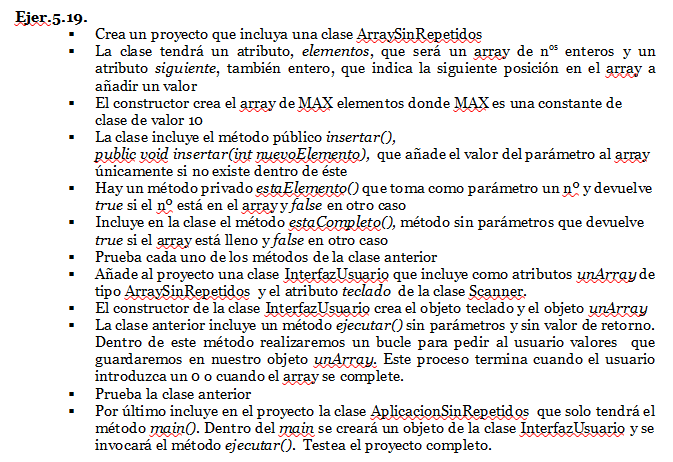 Ejer.5.19.
▪ Crea un proyecto que incluya una clase ArraySinRepetidos
▪ La clase tendrá un atributo, elementos, que será un array de nºs enteros y un
atributo siguiente, también entero, que indica la siguiente posición en el array a
añadir un valor
▪ El constructor crea el array de MAX elementos donde MAX es una constante de
clase de valor 10
▪ La clase incluye el método público insertar(),
public void insertar(int nuevoElemento), que añade el valor del parámetro al array
únicamente si no existe dentro de éste
▪ Hay un método privado estaElemento() que toma como parámetro un nº y devuelve
true si el nº está en el array y false en otro caso
▪ Incluye en la clase el método estaCompleto(), método sin parámetros que devuelve
true si el array está lleno y false en otro caso
▪ Prueba cada uno de los métodos de la clase anterior
▪ Añade al proyecto una clase InterfazUsuario que incluye como atributos unArray de
tipo ArraySinRepetidos y el atributo teclado de la clase Scanner.
▪ El constructor de la clase InterfazUsuario crea el objeto teclado y el objeto unArray
▪ La clase anterior incluye un método ejecutar() sin parámetros y sin valor de retorno.
Dentro de este método realizaremos un bucle para pedir al usuario valores que
guardaremos en nuestro objeto unArray. Este proceso termina cuando el usuario
introduzca un 0 o cuando el array se complete.
▪ Prueba la clase anterior
▪ Por último incluye en el proyecto la clase AplicacionSinRepetidos que solo tendrá el
método main(). Dentro del main se creará un objeto de la clase InterfazUsuario y se
invocará el método ejecutar(). Testea el proyecto completo.